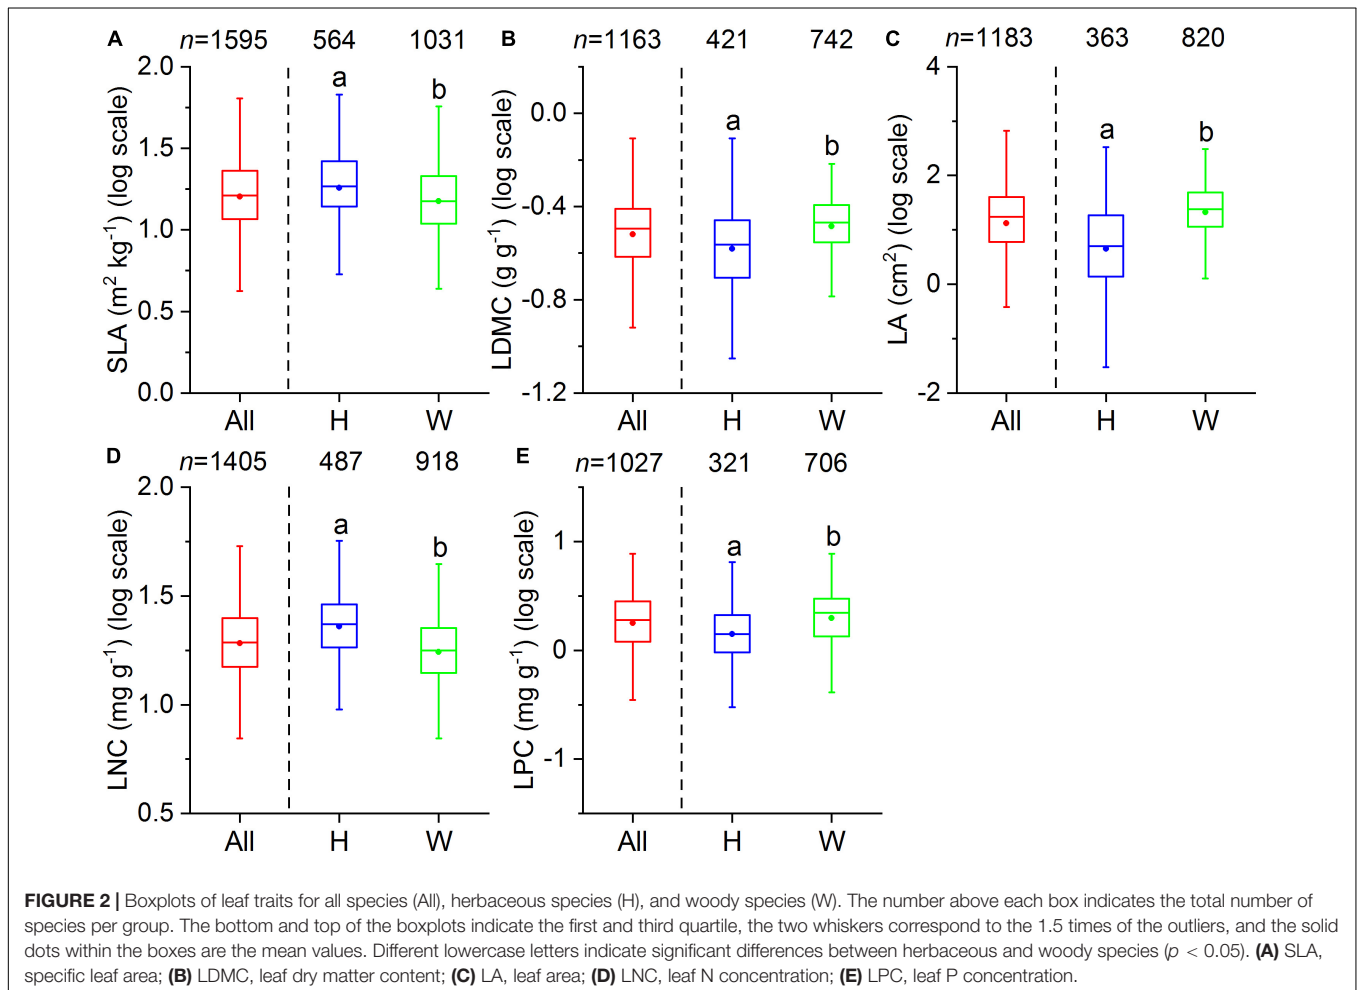 A n=1595 564 1031
SLA (m² kg⁻¹) (log scale)
2.0
1.5
1.0
0.5
0.0
a
b
All H W
B n=1163 421 742
LDMC (g g⁻¹) (log scale)
0.0
-0.4
-0.8
-1.2
a
b
All H W
C n=1183 363 820
LA (cm²) (log scale)
4
2
0
-2
a
b
All H W
D n=1405 487 918
LNC (mg g⁻¹) (log scale)
2.0
1.5
1.0
0.5
a
b
All H W
E n=1027 321 706
LPC (mg g⁻¹) (log scale)
1
0
-1
a
b
All H W
FIGURE 2 | Boxplots of leaf traits for all species (All), herbaceous species (H), and woody species (W). The number above each box indicates the total number of
species per group. The bottom and top of the boxplots indicate the first and third quartile, the two whiskers correspond to the 1.5 times of the outliers, and the solid
dots within the boxes are the mean values. Different lowercase letters indicate significant differences between herbaceous and woody species (p < 0.05). (A) SLA,
specific leaf area; (B) LDMC, leaf dry matter content; (C) LA, leaf area; (D) LNC, leaf N concentration; (E) LPC, leaf P concentration.